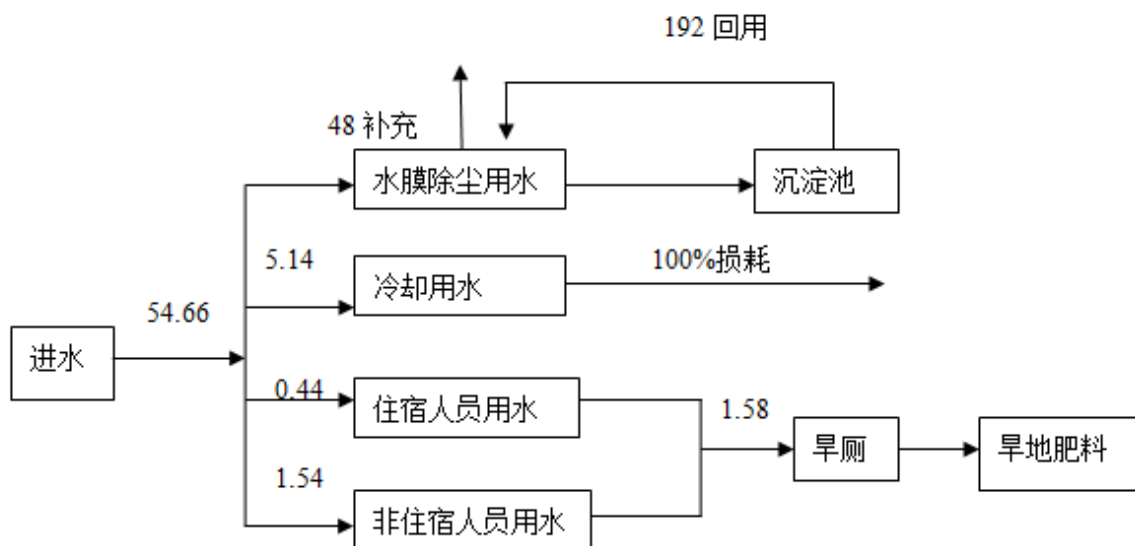 192 回用
48 补充
水膜除尘用水
沉淀池
5.14
100%损耗
冷却用水
54.66
进水
0.44
住宿人员用水
1.58
旱厕
旱地肥料
1.54
非住宿人员用水